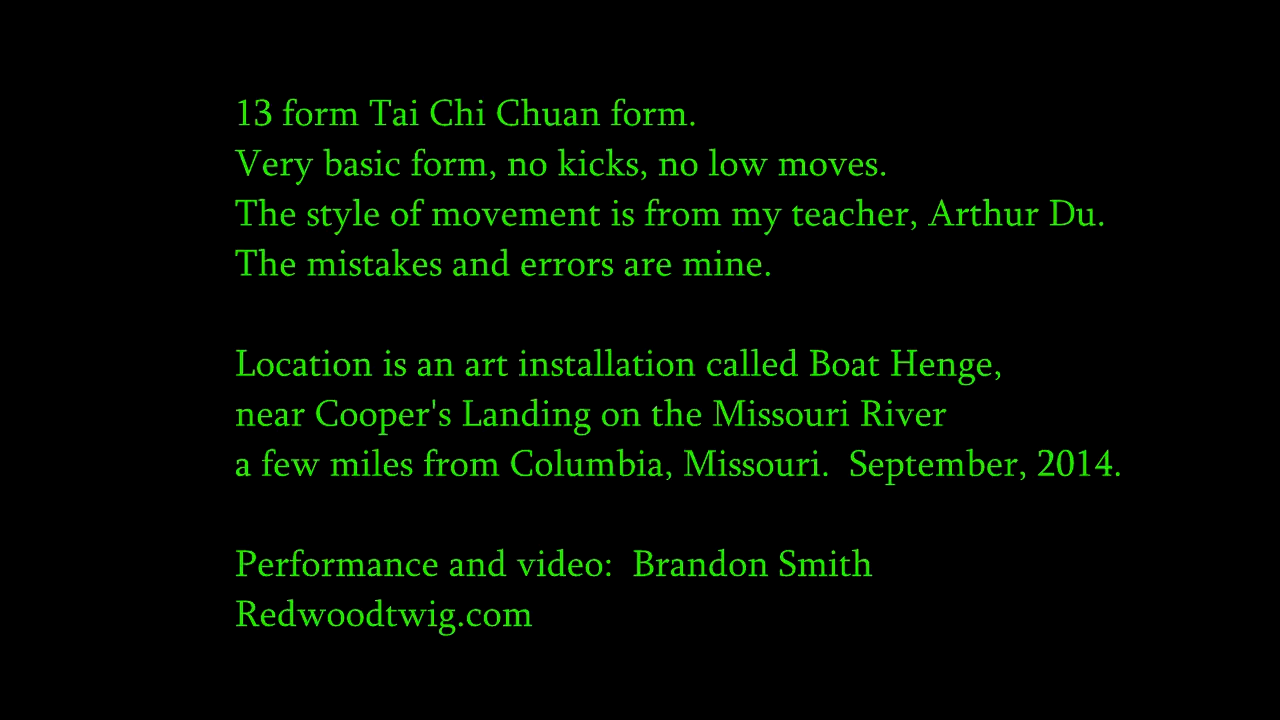 13 form Tai Chi Chuan form.
Very basic form, no kicks, no low moves.
The style of movement is from my teacher, Arthur Du.
The mistakes and errors are mine.
Location is an art installation called Boat Henge,
near Cooper's Landing on the Missouri River
a few miles from Columbia, Missouri.  September, 2014.
Performance and video:  Brandon Smith
Redwoodtwig.com